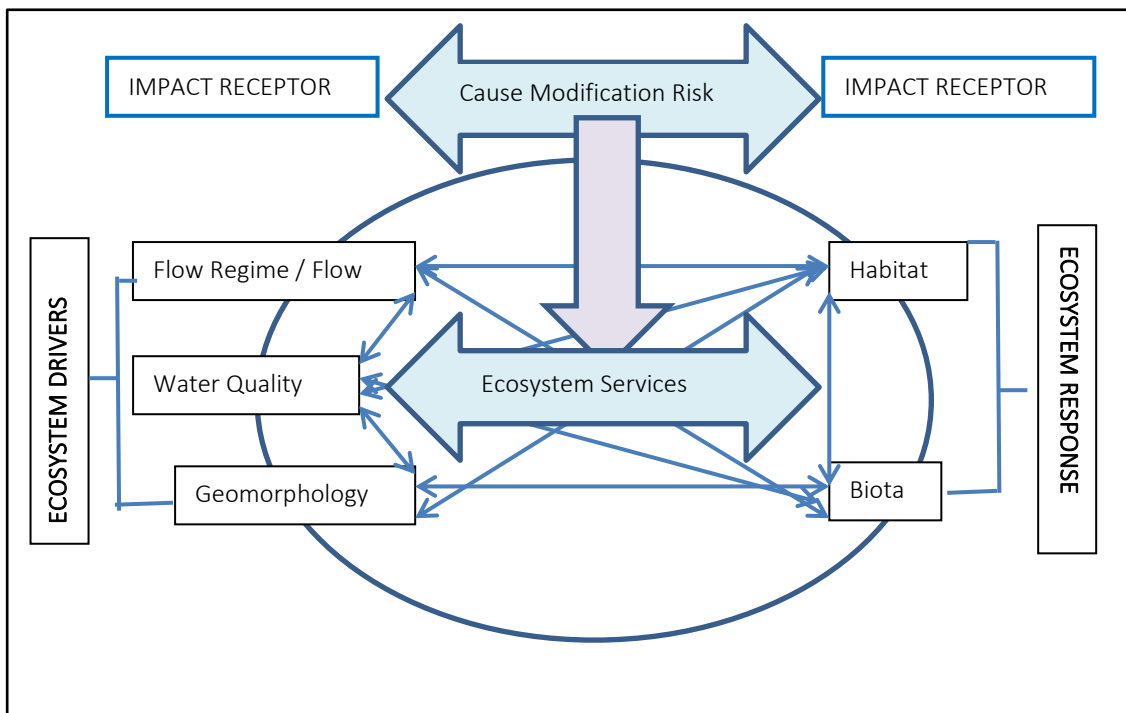 IMPACT RECEPTOR
Cause Modification Risk
IMPACT RECEPTOR
ECOSYSTEM DRIVERS
Flow Regime / Flow
Water Quality
Geomorphology
Ecosystem Services
Habitat
Biota
ECOSYSTEM RESPONSE